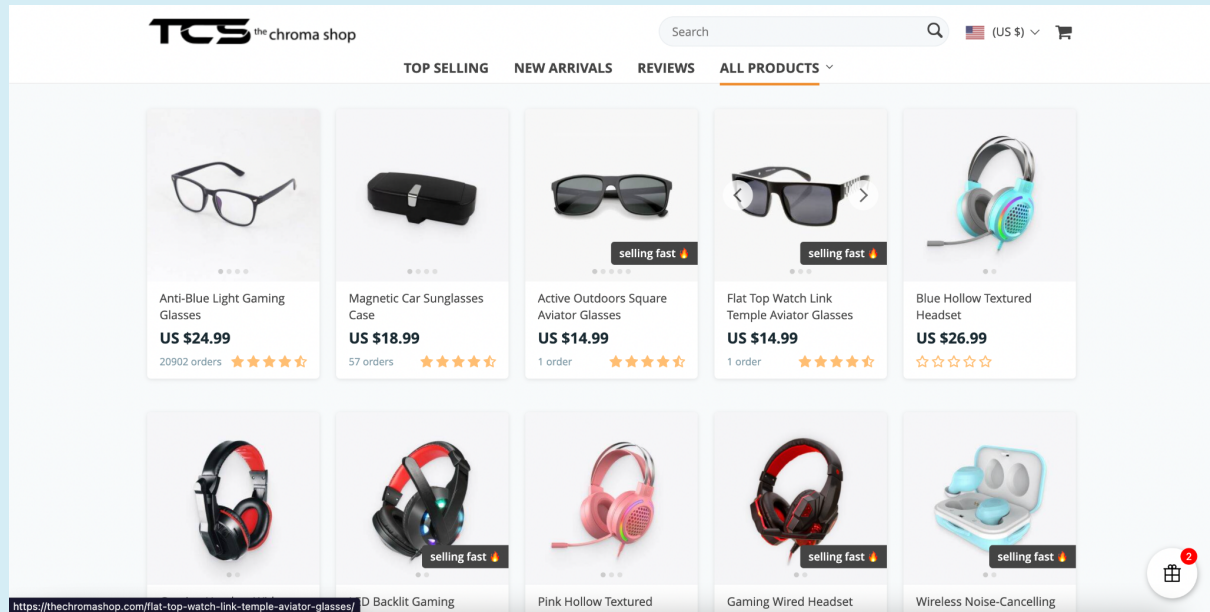 TCS the chroma shop
Search
(US $)
TOP SELLING
NEW ARRIVALS
REVIEWS
ALL PRODUCTS
selling fast 🔥
selling fast 🔥
Anti-Blue Light Gaming
Glasses
US $24.99
20902 orders
Magnetic Car Sunglasses
Case
US $18.99
57 orders
Active Outdoors Square
Aviator Glasses
US $14.99
1 order
Flat Top Watch Link
Temple Aviator Glasses
US $14.99
1 order
Blue Hollow Textured
Headset
US $26.99
selling fast 🔥
selling fast 🔥
selling fast 🔥
D Backlit Gaming
Pink Hollow Textured
Gaming Wired Headset
Wireless Noise-Cancelling
2
https://thechromashop.com/flat-top-watch-link-temple-aviator-glasses/